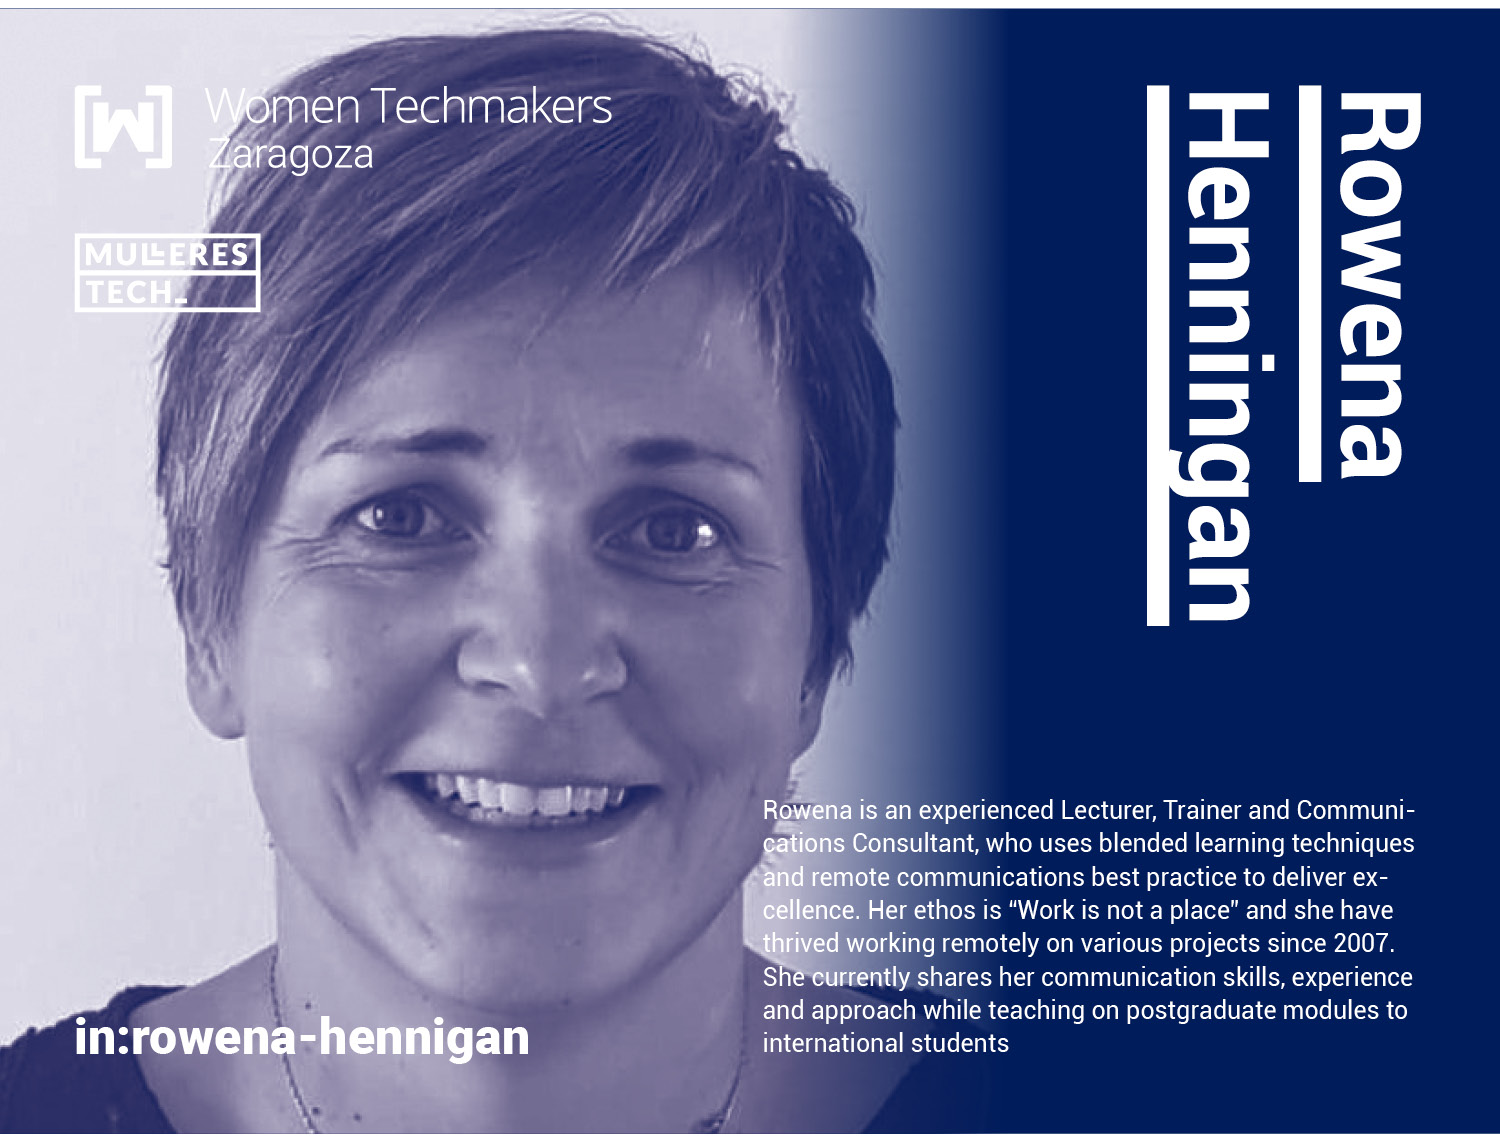 Women Techmakers
Zaragoza
MULLERES
TECH_
Rowena
Henningan
Rowena is an experienced Lecturer, Trainer and Communi-
cations Consultant, who uses blended learning techniques
and remote communications best practice to deliver ex-
cellence. Her ethos is “Work is not a place” and she have
thrived working remotely on various projects since 2007.
She currently shares her communication skills, experience
and approach while teaching on postgraduate modules to
international students
in:rowena-hennigan